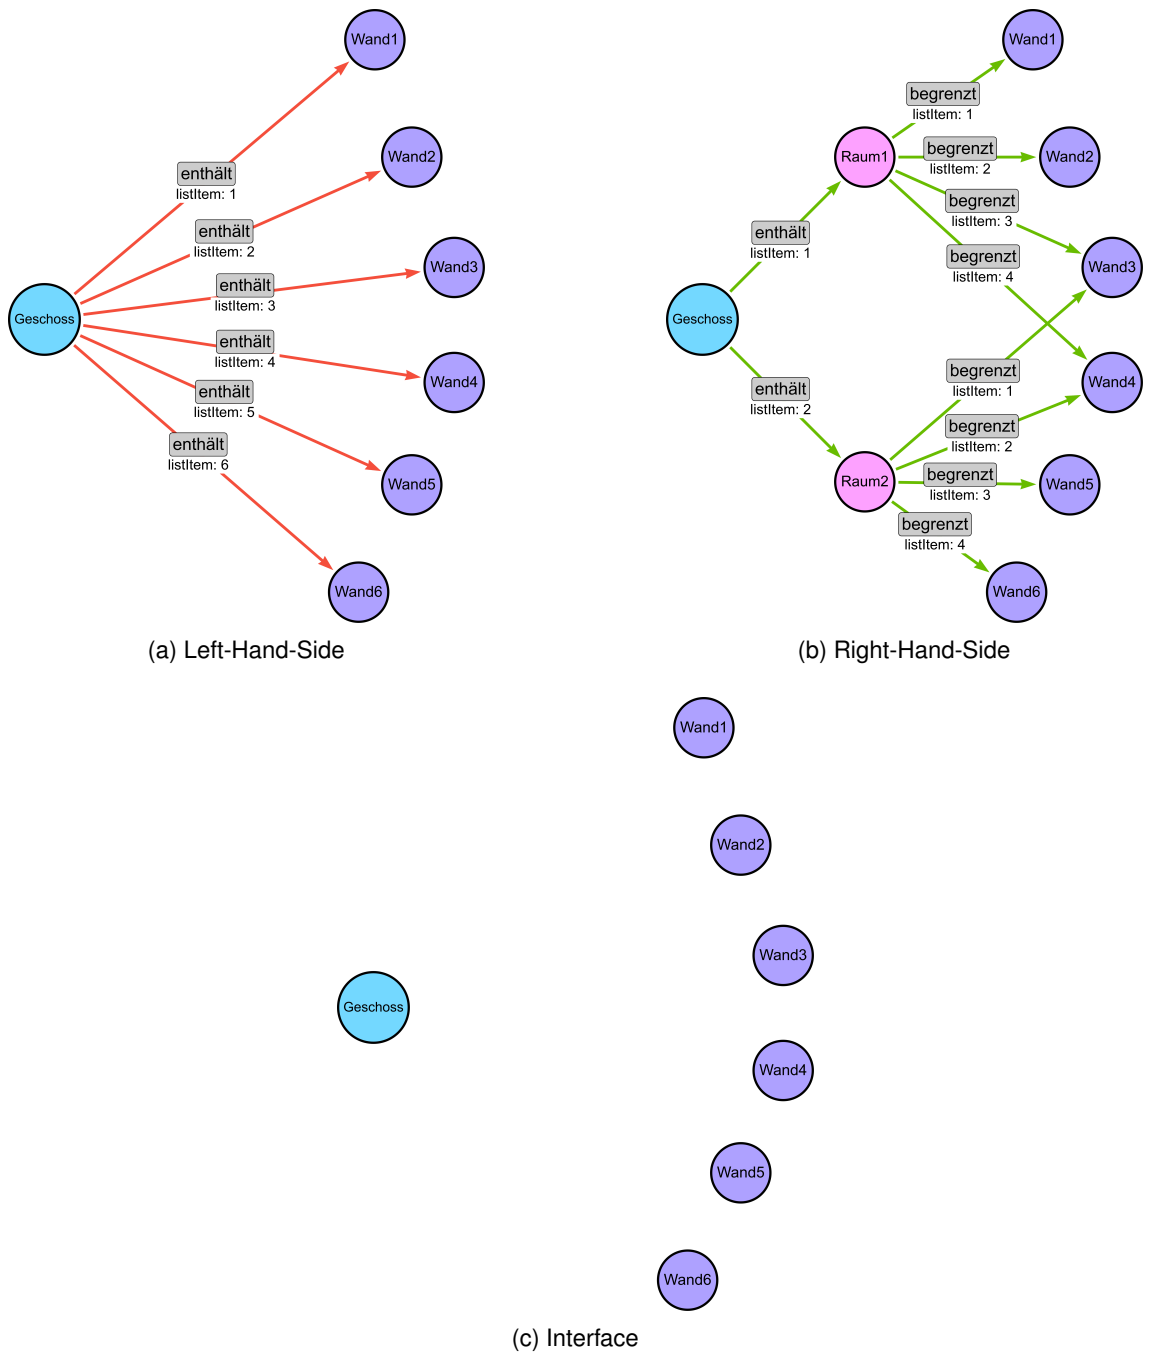 Wand1
Wand2
enthält
listItem: 1
enthält
listItem: 2
Wand3
enthält
listItem: 3
Geschoss
enthält
listItem: 4
Wand4
enthält
listItem: 5
enthält
listItem: 6
Wand5
Wand6
(a) Left-Hand-Side
Wand1
begrenzt
listItem: 1
Raum1
begrenzt
listItem: 2
Wand2
begrenzt
listItem: 3
enthält
listItem: 1
begrenzt
listItem: 4
Wand3
Geschoss
begrenzt
listItem: 1
Wand4
enthält
listItem: 2
begrenzt
listItem: 2
Raum2
begrenzt
listItem: 3
Wand5
begrenzt
listItem: 4
Wand6
(b) Right-Hand-Side
Wand1
Wand2
Wand3
Geschoss
Wand4
Wand5
Wand6
(c) Interface